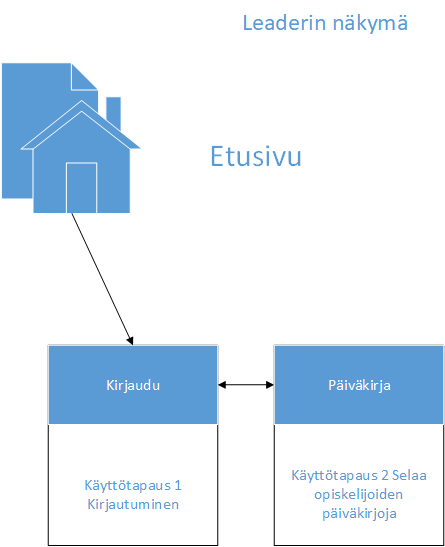 Leaderin näkymä
Etusivu
Kirjaudu
Päiväkirja
Käyttötapaus 1
Kirjautuminen
Käyttötapaus 2 Selaa
opiskelijoiden
päiväkirjoja